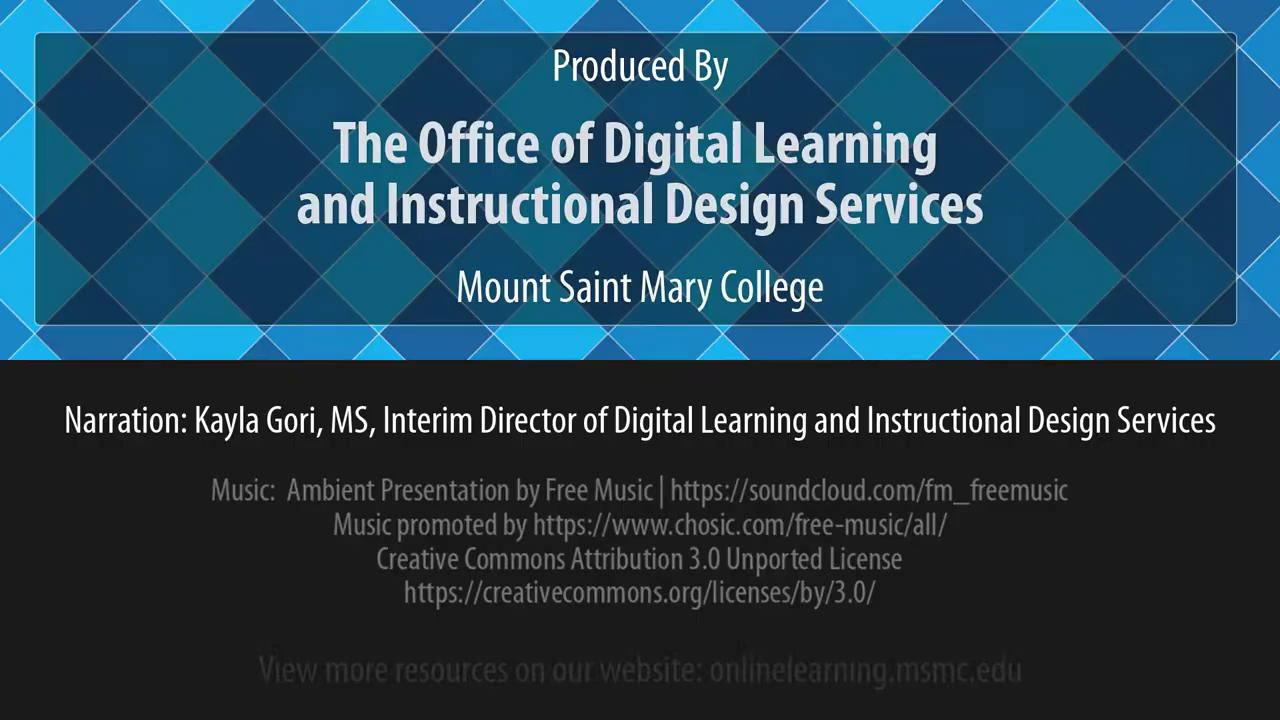 Produced By
The Office of Digital Learning
and Instructional Design Services
Mount Saint Mary College
Narration: Kayla Gori, MS, Interim Director of Digital Learning and Instructional Design Services
Music:  Ambient Presentation by Free Music | https://soundcloud.com/fm_freemusic
Music promoted by https://www.chosic.com/free-music/all/
Creative Commons Attribution 3.0 Unported License
https://creativecommons.org/licenses/by/3.0/
View more resources on our website: onlinelearning.msmc.edu